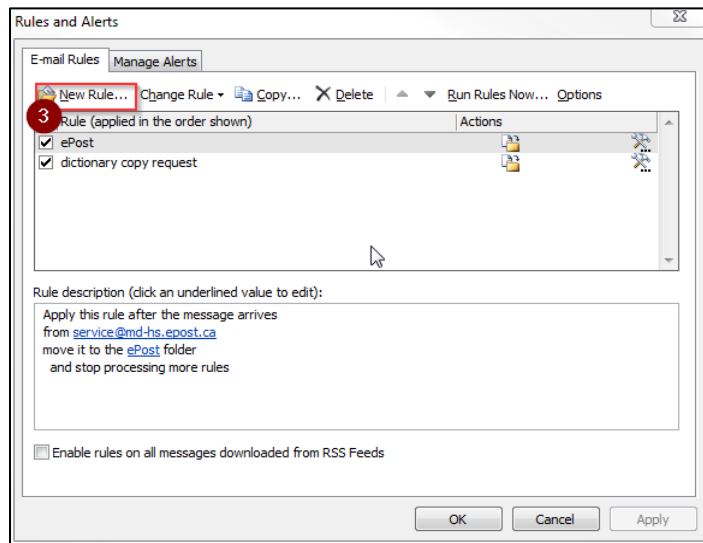 Rules and Alerts
E-mail Rules Manage Alerts
New Rule... Change Rule Copy... Delete Run Rules Now... Options
3
Rule (applied in the order shown) Actions
ePost
dictionary copy request
Rule description (click an underlined value to edit):
Apply this rule after the message arrives
from service@md-hs.epost.ca
move it to the ePost folder
and stop processing more rules
Enable rules on all messages downloaded from RSS Feeds
OK Cancel Apply